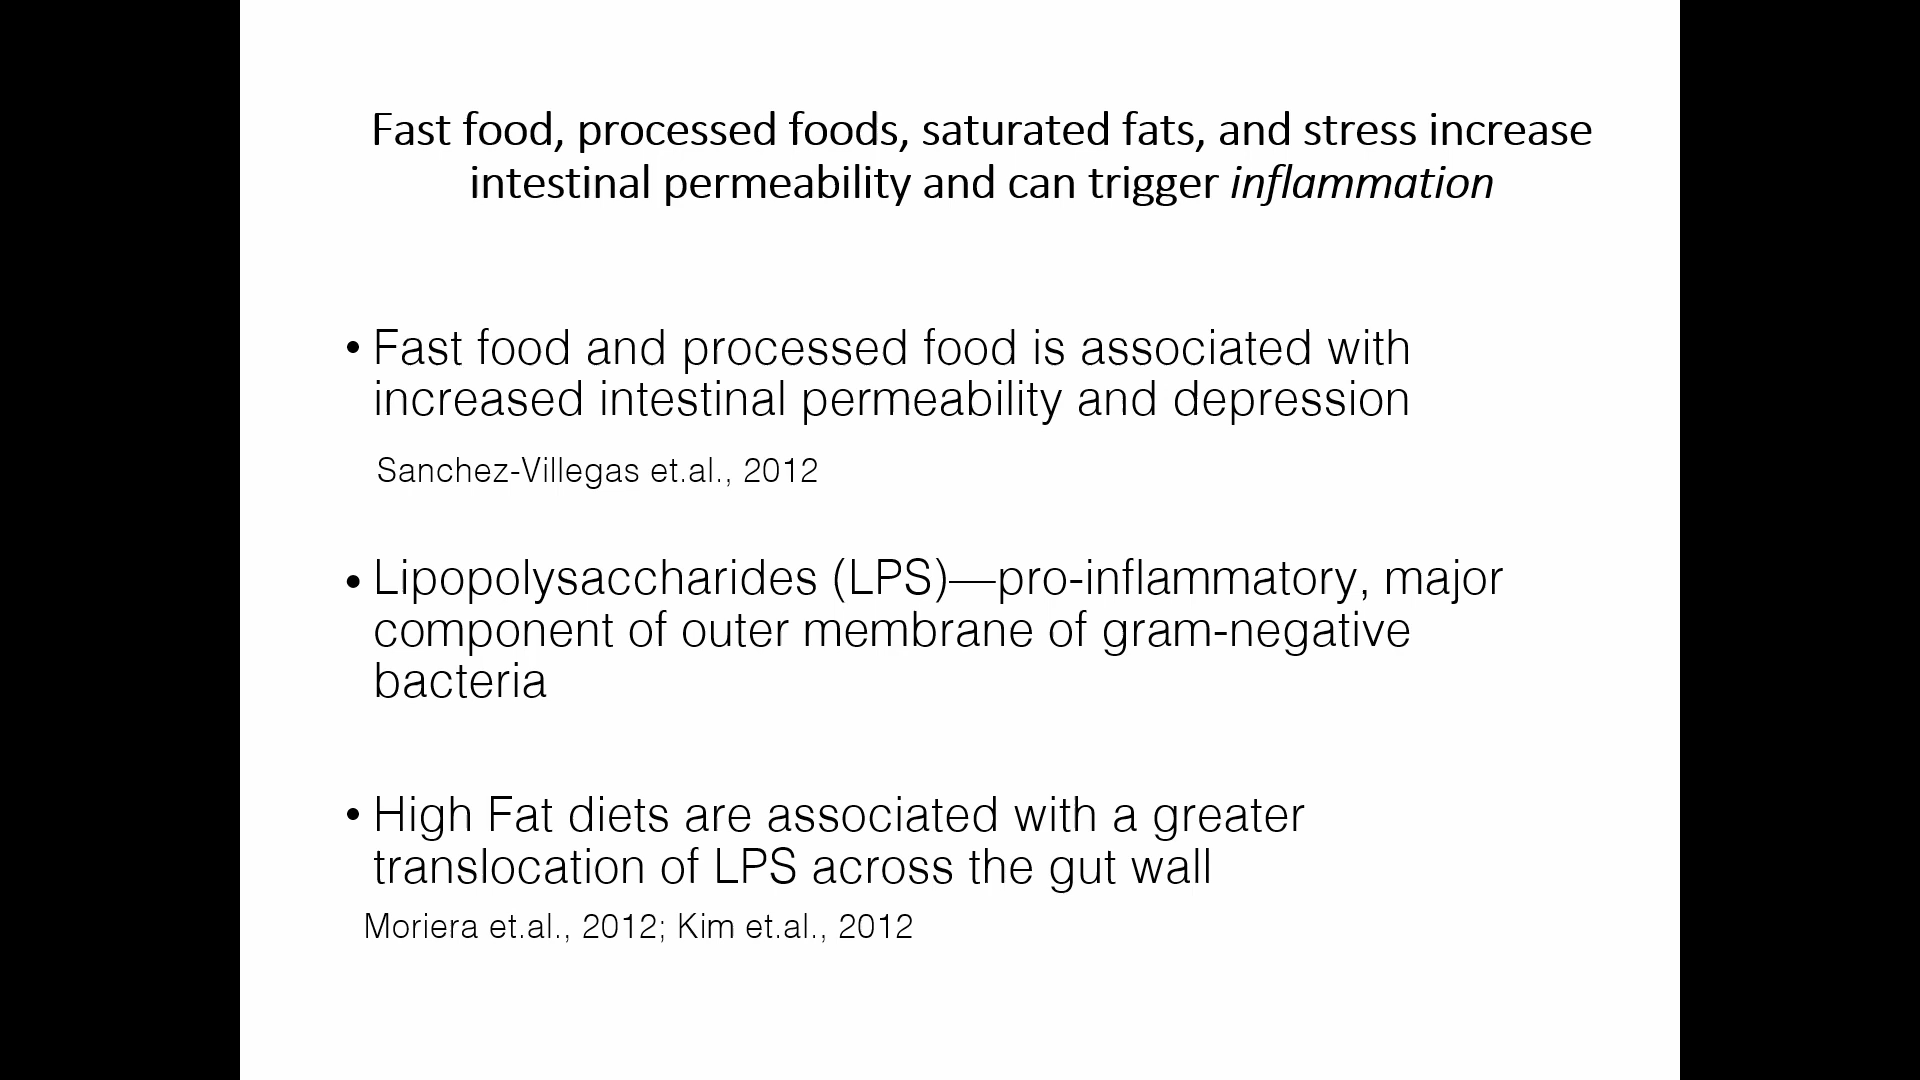 Fast food, processed foods, saturated fats, and stress increase
intestinal permeability and can trigger inflammation
• Fast food and processed food is associated with
increased intestinal permeability and depression
Sanchez-Villegas et.al., 2012
• Lipopolysaccharides (LPS)—pro-inflammatory, major
component of outer membrane of gram-negative
bacteria
• High Fat diets are associated with a greater
translocation of LPS across the gut wall
Moriera et.al., 2012; Kim et.al., 2012